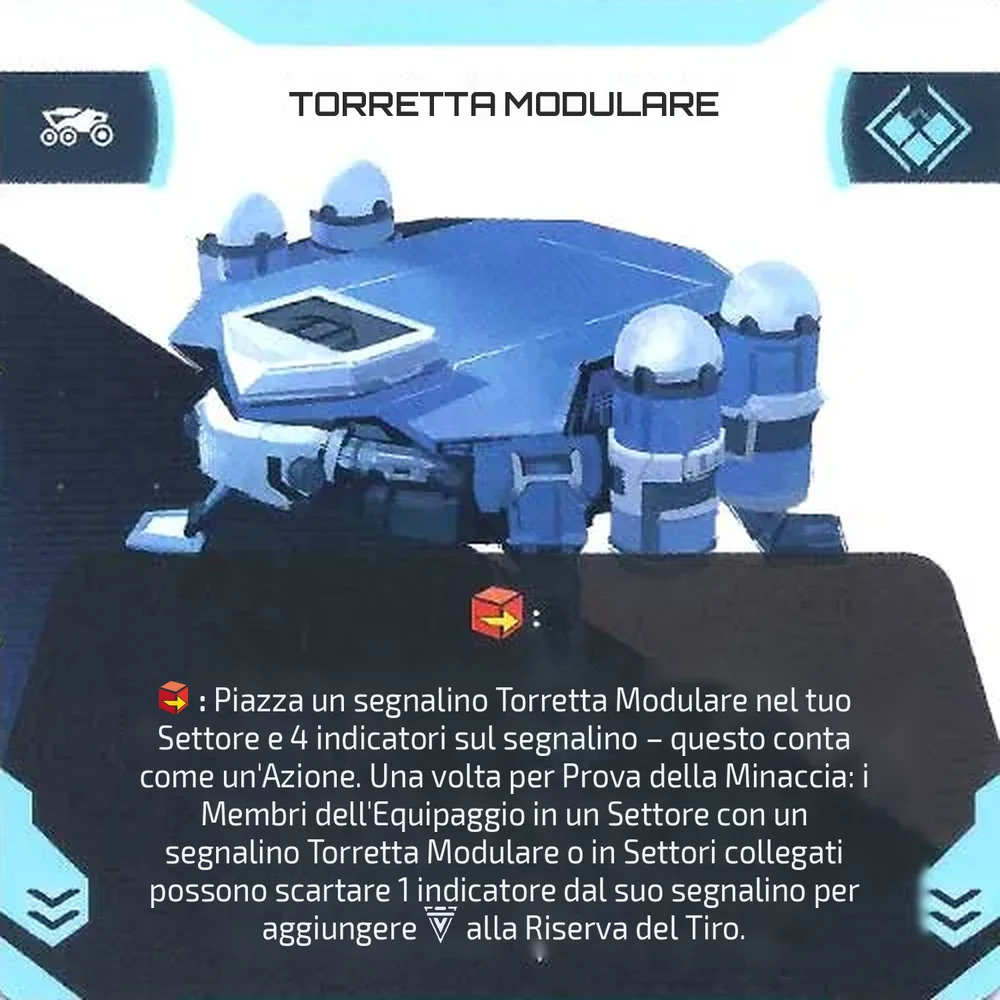 TORRETTA MODULARE
:
: Piazza un segnalino Torretta Modulare nel tuo
Settore e 4 indicatori sul segnalino – questo conta
come un'Azione. Una volta per Prova della Minaccia: i
Membri dell'Equipaggio in un Settore con un
segnalino Torretta Modulare o in Settori collegati
possono scartare 1 indicatore dal suo segnalino per
aggiungere alla Riserva del Tiro.